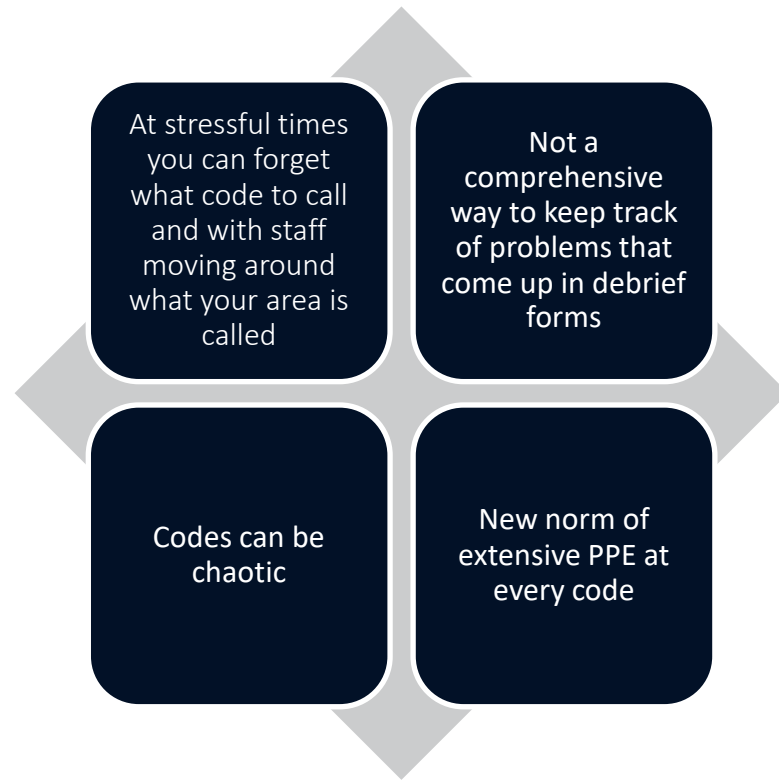 At stressful times
you can forget
what code to call
and with staff
moving around
what your area is
called
Not a
comprehensive
way to keep track
of problems that
come up in debrief
forms
Codes can be
chaotic
New norm of
extensive PPE at
every code